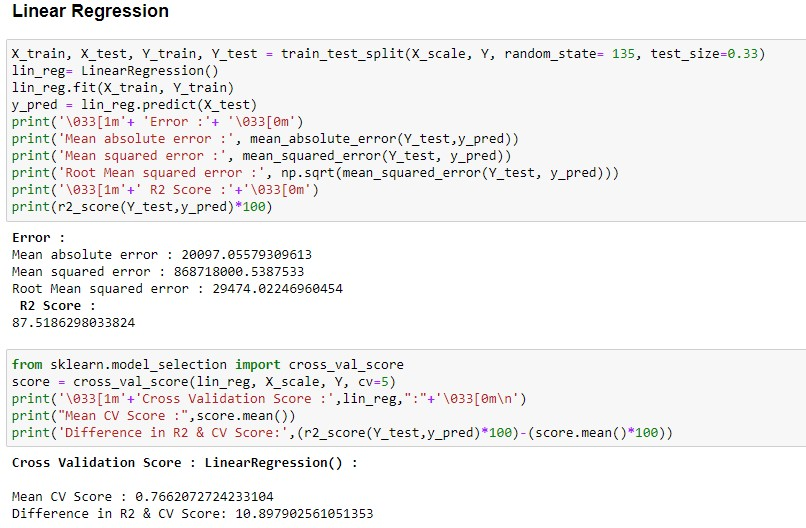 Linear Regression
X_train, X_test, Y_train, Y_test = train_test_split(X_scale, Y, random_state= 135, test_size=0.33)
lin_reg= LinearRegression()
lin_reg.fit(X_train, Y_train)
y_pred = lin_reg.predict(X_test)
print('\033[1m'+ 'Error :'+ '\033[0m')
print('Mean absolute error :', mean_absolute_error(Y_test,y_pred))
print('Mean squared error :', mean_squared_error(Y_test, y_pred))
print('Root Mean squared error :', np.sqrt(mean_squared_error(Y_test, y_pred)))
print('\033[1m'+' R2 Score :'+'\033[0m')
print(r2_score(Y_test,y_pred)*100)
Error :
Mean absolute error : 20097.05579309613
Mean squared error : 868718000.5387533
Root Mean squared error : 29474.02246960454
R2 Score :
87.5186298033824
from sklearn.model_selection import cross_val_score
score = cross_val_score(lin_reg, X_scale, Y, cv=5)
print('\033[1m'+'Cross Validation Score :',lin_reg,":"+'\033[0m\n')
print("Mean CV Score :",score.mean())
print('Difference in R2 & CV Score:',(r2_score(Y_test,y_pred)*100)-(score.mean()*100))
Cross Validation Score : LinearRegression() :
Mean CV Score : 0.7662072724233104
Difference in R2 & CV Score: 10.897902561051353